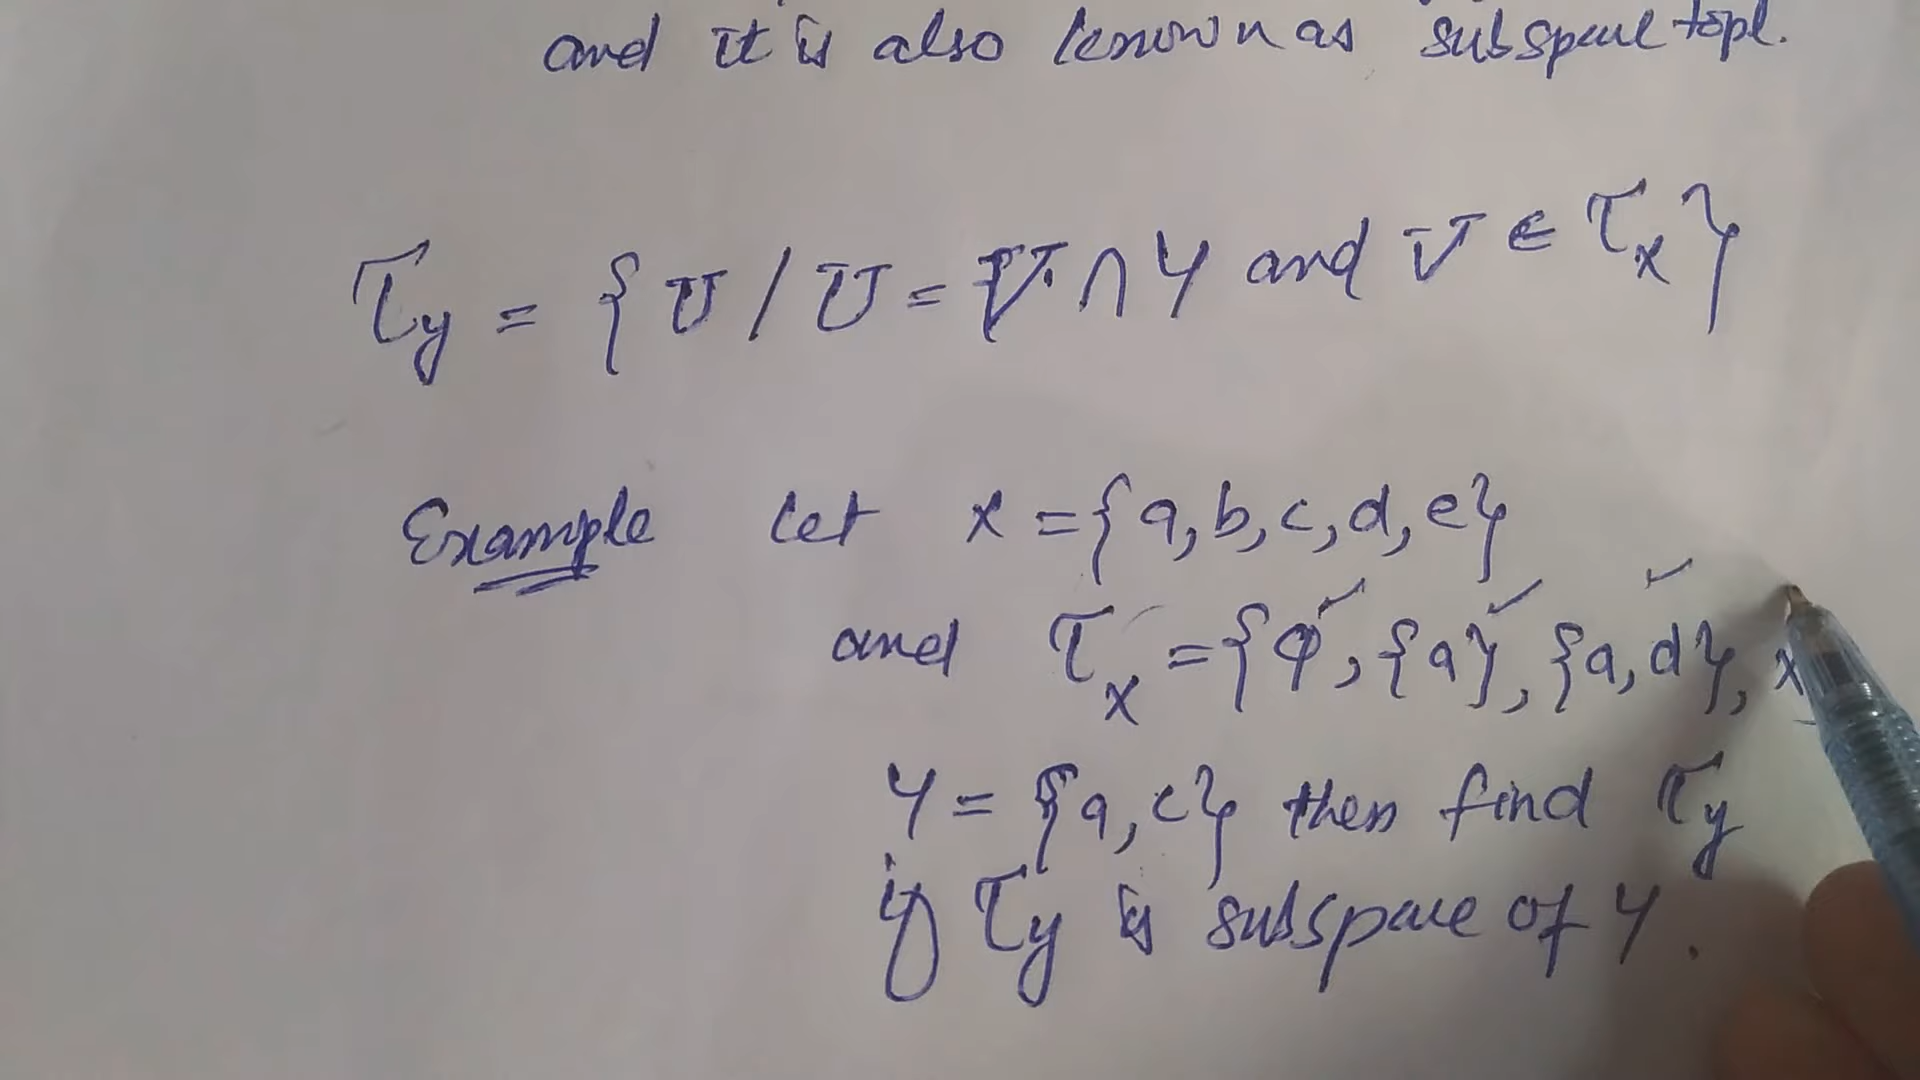 and it is also known as subspace topl.
τy = { U / U = V ∩ Y and V ∈ τx }
Example let x = {a, b, c, d, e}
and τx = {φ, {a}, {a, d}, x
Y = {a, c} then find τy
if τy is subspace of Y.